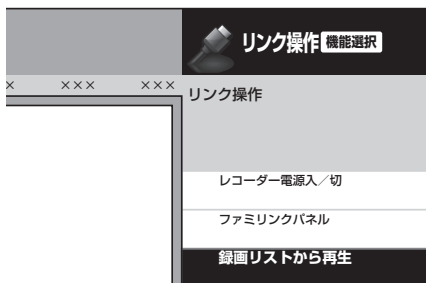 リンク操作 機能選択
× ××× ×××
リンク操作
レコーダー電源入／切
ファミリンクパネル
録画リストから再生